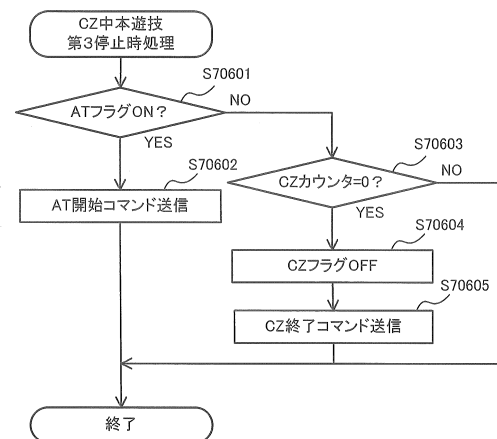 CZ中本遊技
第3停止時処理
S70601
ATフラグON？
NO
YES
S70602
AT開始コマンド送信
S70603
CZカウンタ=0？
NO
YES
S70604
CZフラグOFF
S70605
CZ終了コマンド送信
終了